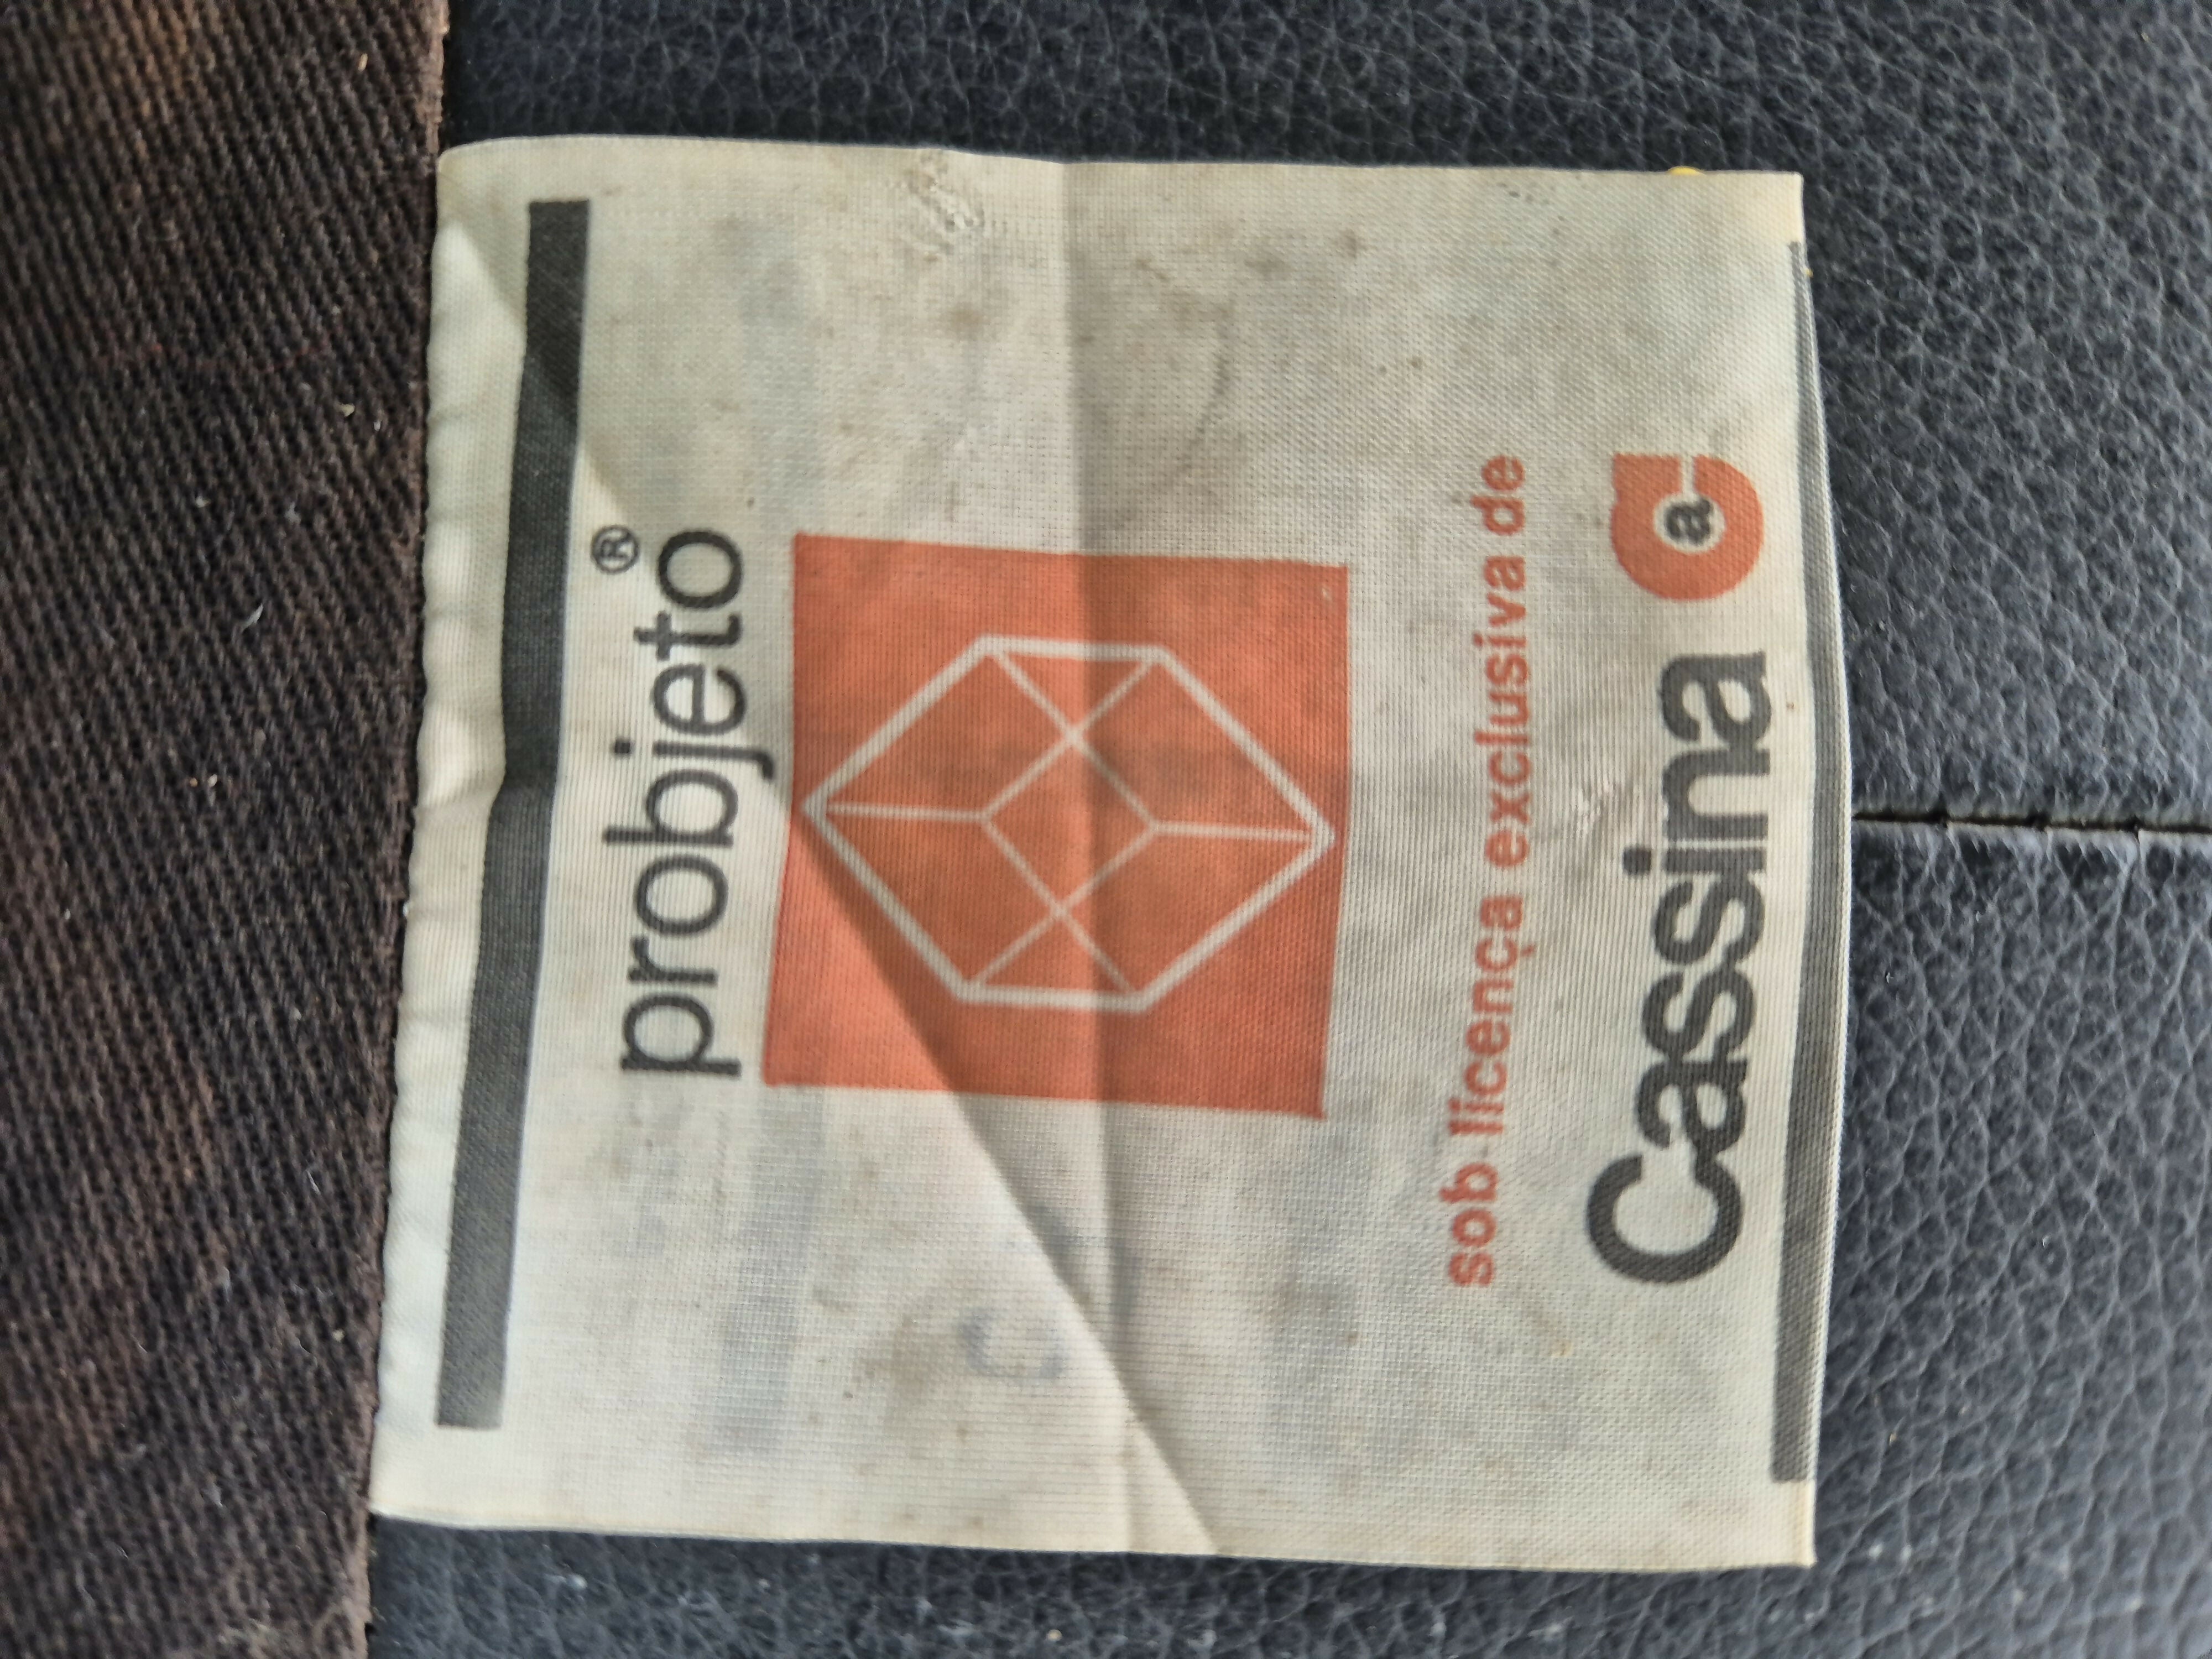 probjeto®
sob licença exclusiva de
Cassina a